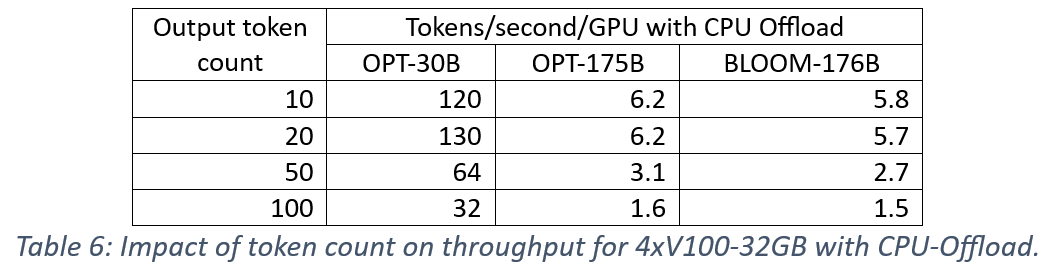 Output token count Tokens/second/GPU with CPU Offload
OPT-30B OPT-175B BLOOM-176B
10 120 6.2 5.8
20 130 6.2 5.7
50 64 3.1 2.7
100 32 1.6 1.5
Table 6: Impact of token count on throughput for 4xV100-32GB with CPU-Offload.